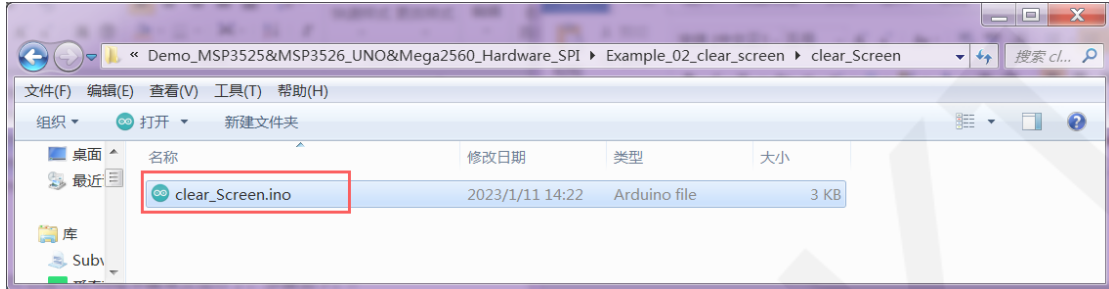 « Demo_MSP3525&MSP3526_UNO&Mega2560_Hardware_SPI ▸ Example_02_clear_screen ▸ clear_Screen 搜索 cl...
文件(F) 编辑(E) 查看(V) 工具(T) 帮助(H)
组织 打开 新建文件夹
桌面 名称 修改日期 类型 大小
最近
clear_Screen.ino 2023/1/11 14:22 Arduino file 3 KB
库
Subv